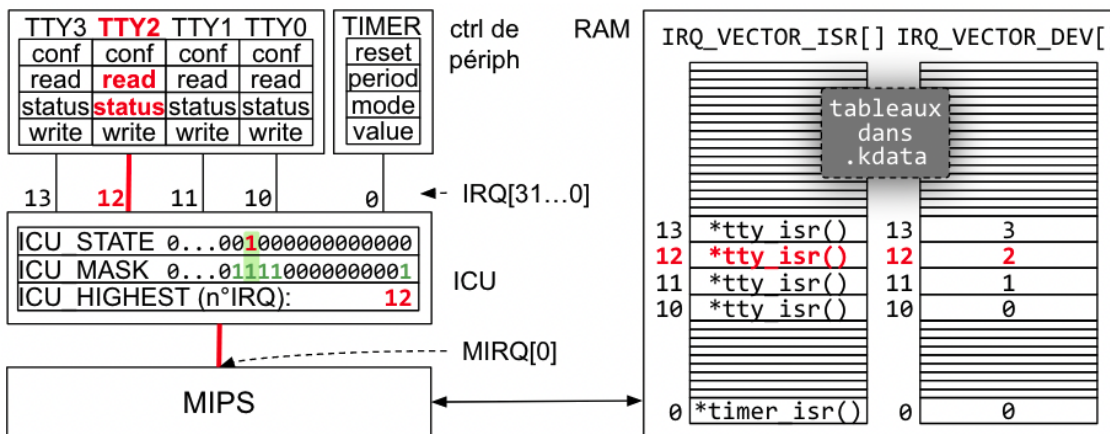 TTY3 TTY2 TTY1 TTY0
conf conf conf conf
read read read read
status status status status
write write write write
TIMER
reset
period
mode
value
ctrl de
périph
13 12 11 10 0
IRQ[31...0]
ICU_STATE 0...001000000000000
ICU_MASK 0...011110000000001
ICU_HIGHEST (n°IRQ): 12
ICU
MIRQ[0]
MIPS
RAM
IRQ_VECTOR_ISR[] IRQ_VECTOR_DEV[
tableaux
dans
.kdata
13 *tty_isr() 13 3
12 *tty_isr() 12 2
11 *tty_isr() 11 1
10 *tty_isr() 10 0
0 *timer_isr() 0 0